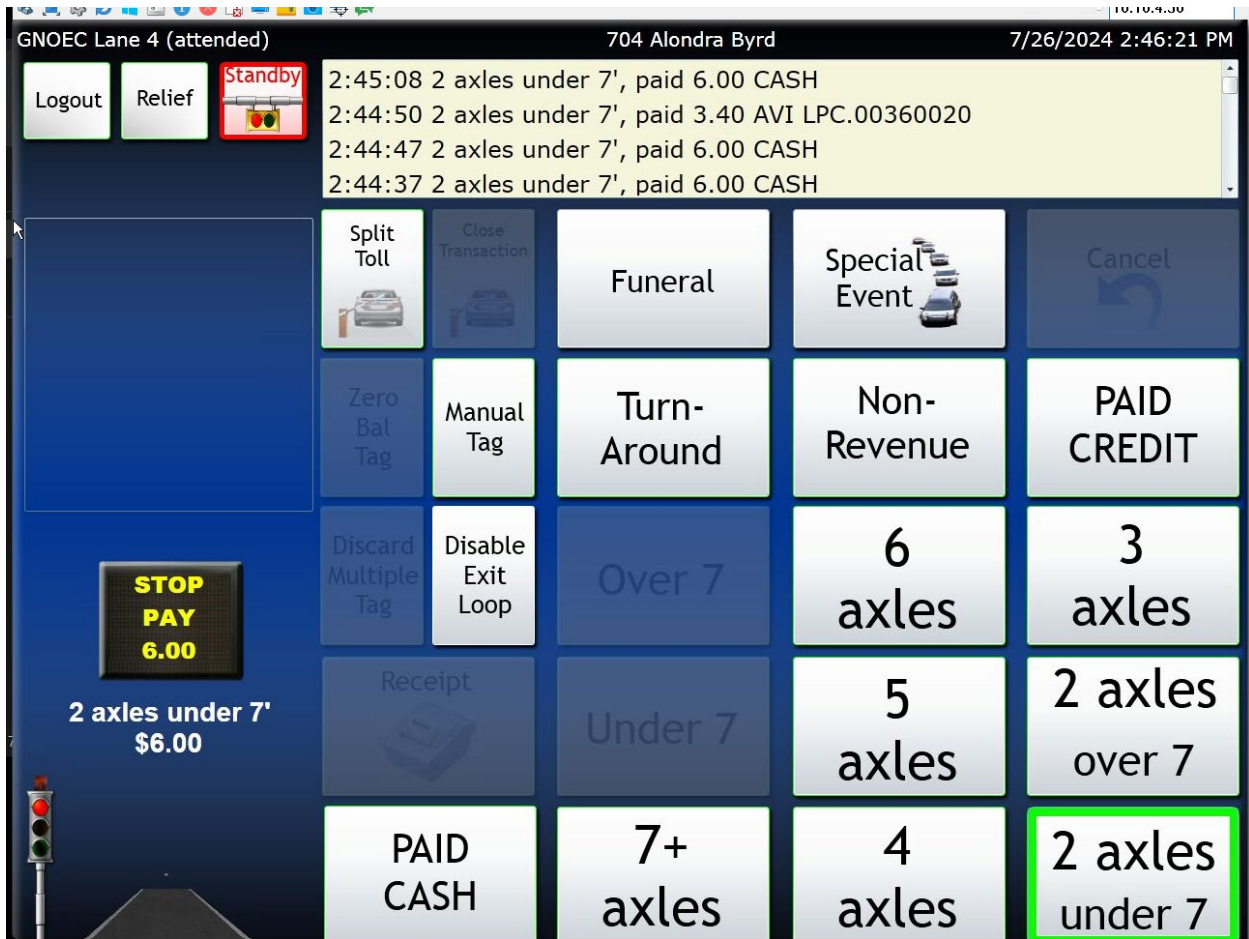 GNOEC Lane 4 (attended)
704 Alondra Byrd
7/26/2024 2:46:21 PM
Logout
Relief
Standby
2:45:08 2 axles under 7', paid 6.00 CASH
2:44:50 2 axles under 7', paid 3.40 AVI LPC.00360020
2:44:47 2 axles under 7', paid 6.00 CASH
2:44:37 2 axles under 7', paid 6.00 CASH
Split
Toll
Close
Transaction
Funeral
Special
Event
Cancel
Zero
Bal
Tag
Manual
Tag
Turn-
Around
Non-
Revenue
PAID
CREDIT
Discard
Multiple
Tag
Disable
Exit
Loop
Over 7
6
axles
3
axles
STOP
PAY
6.00
2 axles under 7'
$6.00
Receipt
Under 7
5
axles
2 axles
over 7
PAID
CASH
7+
axles
4
axles
2 axles
under 7